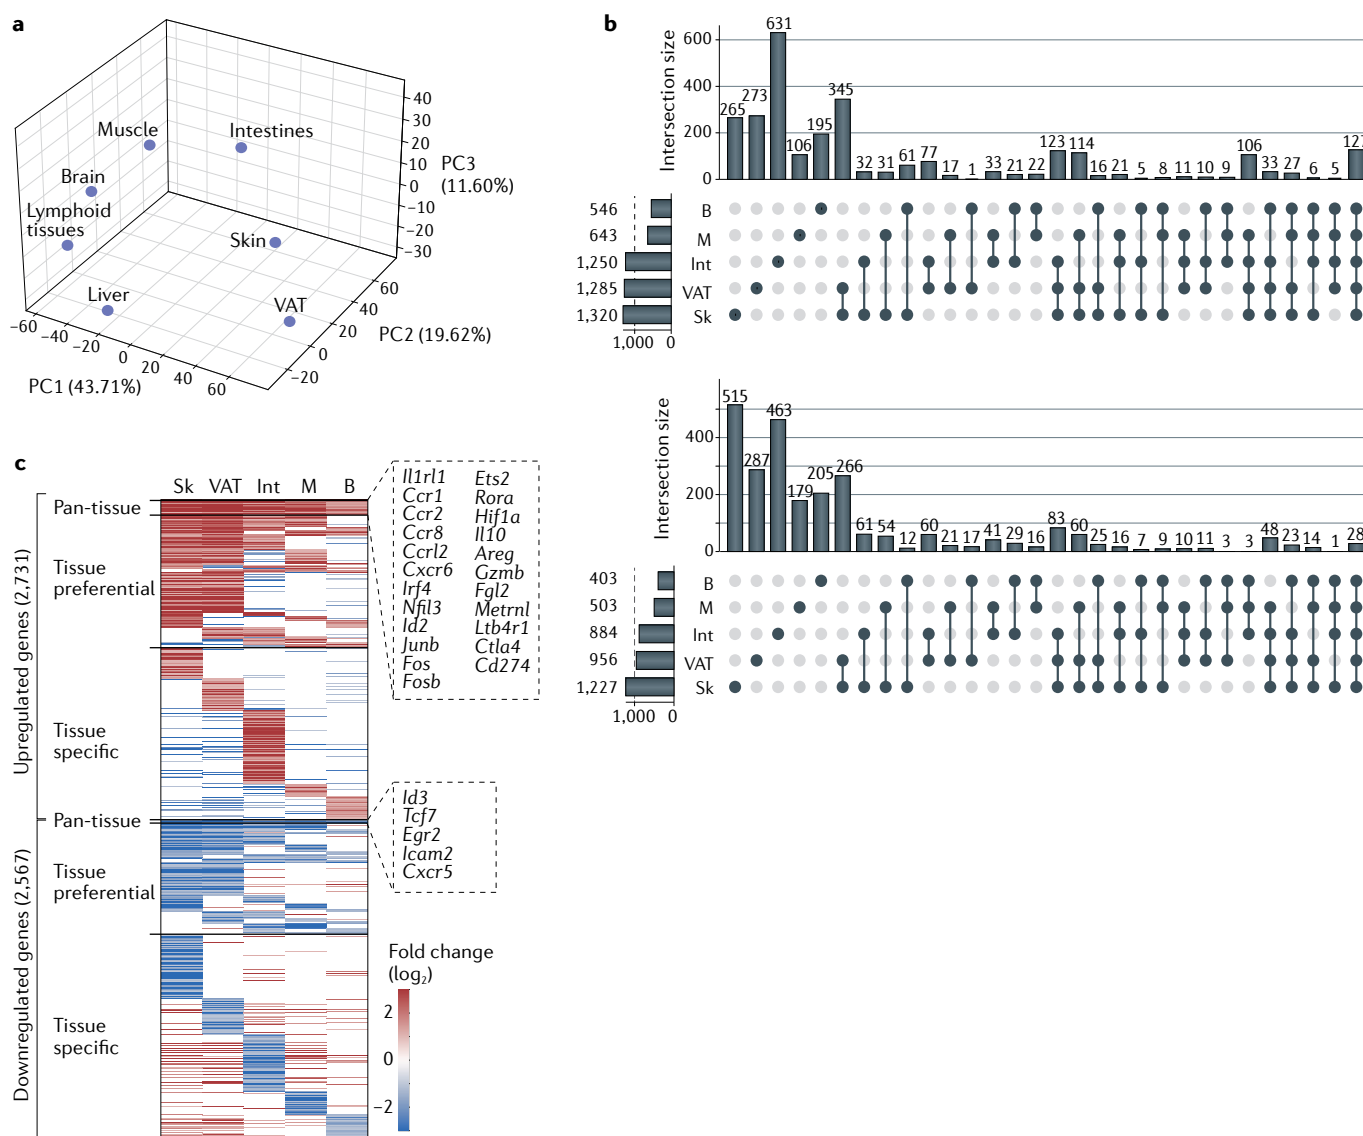 a
Muscle
Intestines
Brain
Lymphoid
tissues
Skin
Liver
VAT
40
30
20
10
0
−10
−20
−30
PC3
(11.60%)
60
40
20
0
−20
PC2 (19.62%)
−60
−40
−20
0
20
40
60
PC1 (43.71%)
b
Intersection size
600
400
200
0
265 273 631 106 195 345 32 31 61 77 17 1 33 21 22 123 114 16 21 5 8 11 10 9 106 33 27 6 5
546 B
643 M
1,250 Int
1,285 VAT
1,320 Sk
1,000 0
Intersection size
400
200
0
515 287 463 179 205 266 61 54 12 60 21 17 41 29 16 83 60 25 16 7 9 10 11 3 3 48 23 14 1 28
403 B
503 M
884 Int
956 VAT
1,227 Sk
1,000 0
c
Sk VAT Int M B
Upregulated genes (2,731)
Pan-tissue
Tissue
preferential
Tissue
specific
Downregulated genes (2,567)
Pan-tissue
Tissue
preferential
Tissue
specific
Il1rl1
Ccr1
Ccr2
Ccr8
Ccrl2
Cxcr6
Irf4
Nfil3
Id2
Junb
Fos
Fosb
Ets2
Rora
Hif1a
Il10
Areg
Gzmb
Fgl2
Metrnl
Ltb4r1
Ctla4
Cd274
Id3
Tcf7
Egr2
Icam2
Cxcr5
Fold change
(log2)
2
0
−2